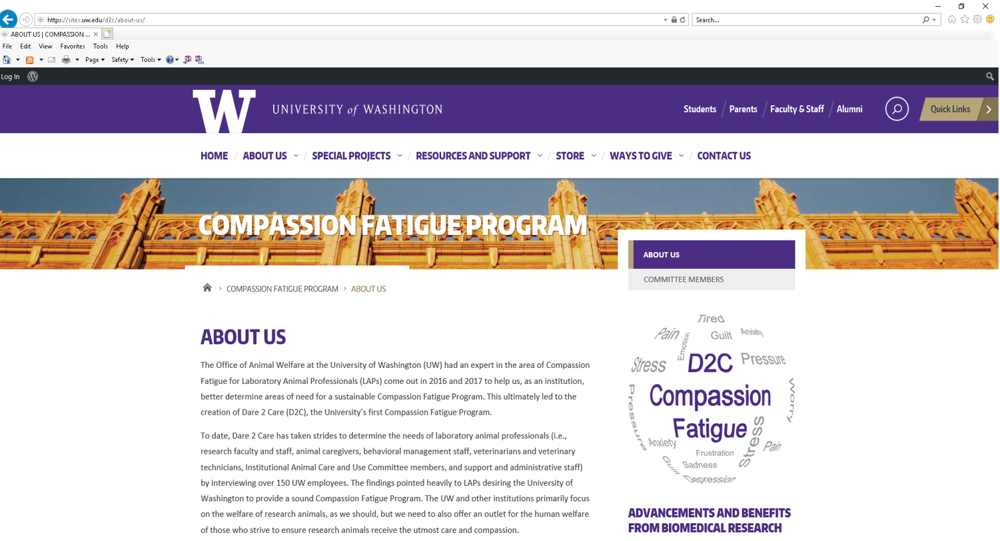 https://sites.uw.edu/d2c/about-us/
Search...
ABOUT US | COMPASSION ...
File Edit View Favorites Tools Help
Page Safety Tools
Log In
W UNIVERSITY of WASHINGTON
Students Parents Faculty & Staff Alumni
Quick Links
HOME ABOUT US SPECIAL PROJECTS RESOURCES AND SUPPORT STORE WAYS TO GIVE CONTACT US
COMPASSION FATIGUE PROGRAM
COMPASSION FATIGUE PROGRAM > ABOUT US
ABOUT US
The Office of Animal Welfare at the University of Washington (UW) had an expert in the area of Compassion
Fatigue for Laboratory Animal Professionals (LAPs) come out in 2016 and 2017 to help us, as an institution,
better determine areas of need for a sustainable Compassion Fatigue Program. This ultimately led to the
creation of Dare 2 Care (D2C), the University's first Compassion Fatigue Program.
To date, Dare 2 Care has taken strides to determine the needs of laboratory animal professionals (i.e.,
research faculty and staff, animal caregivers, behavioral management staff, veterinarians and veterinary
technicians, Institutional Animal Care and Use Committee members, and support and administrative staff)
by interviewing over 150 UW employees. The findings pointed heavily to LAPs desiring the University of
Washington to provide a sound Compassion Fatigue Program. The UW and other institutions primarily focus
on the welfare of research animals, as we should, but we need to also offer an outlet for the human welfare
of those who strive to ensure research animals receive the utmost care and compassion.
ABOUT US
COMMITTEE MEMBERS
Tired
Pain Guilt Anxiety
Emotion
Stress D2C Pressure
Compassion
Pressure Worry
Fatigue
Stress
Anxiety Pain
Frustration
Guilt Sadness
Depression
ADVANCEMENTS AND BENEFITS
FROM BIOMEDICAL RESEARCH